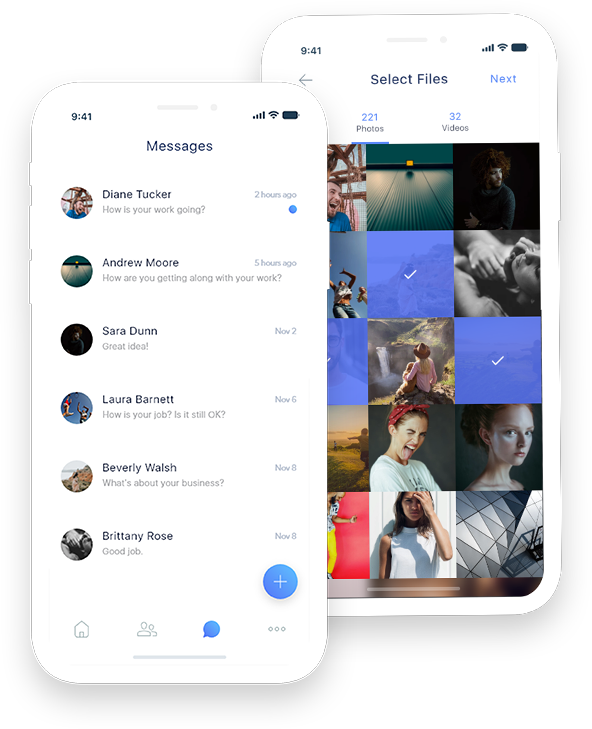 9:41
Messages
Diane Tucker
2 hours ago
How is your work going?
Andrew Moore
5 hours ago
How are you getting along with your work?
Sara Dunn
Nov 2
Great idea!
Laura Barnett
Nov 6
How is your job? Is it still OK?
Beverly Walsh
Nov 8
What's about your business?
Brittany Rose
Nov 8
Good job.
9:41
Select Files
Next
221
Photos
32
Videos